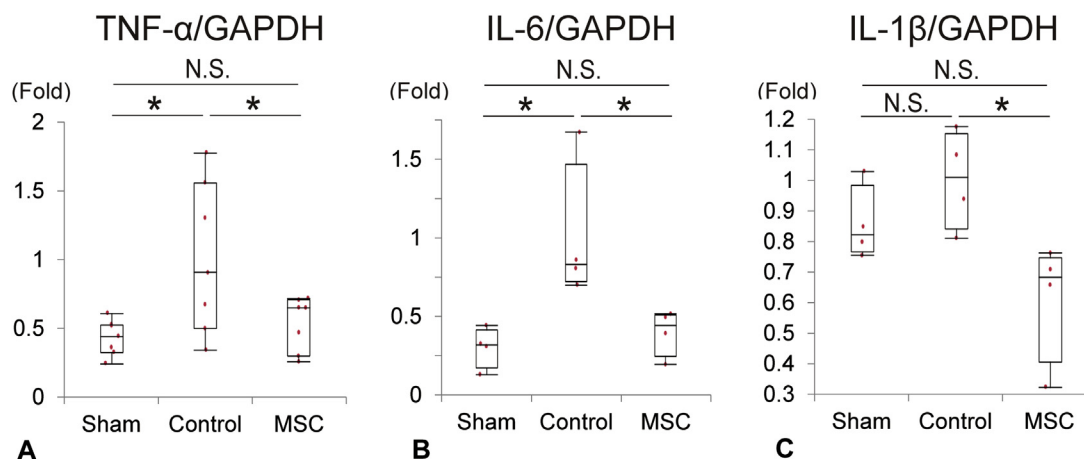 TNF-α/GAPDH
N.S.
(Fold)
*
*
2
1.5
1
0.5
0
Sham Control MSC
A
IL-6/GAPDH
N.S.
(Fold)
*
*
1.5
1
0.5
0
Sham Control MSC
B
IL-1β/GAPDH
N.S.
(Fold)
N.S.
*
1.2
1.1
1
0.9
0.8
0.7
0.6
0.5
0.4
0.3
Sham Control MSC
C